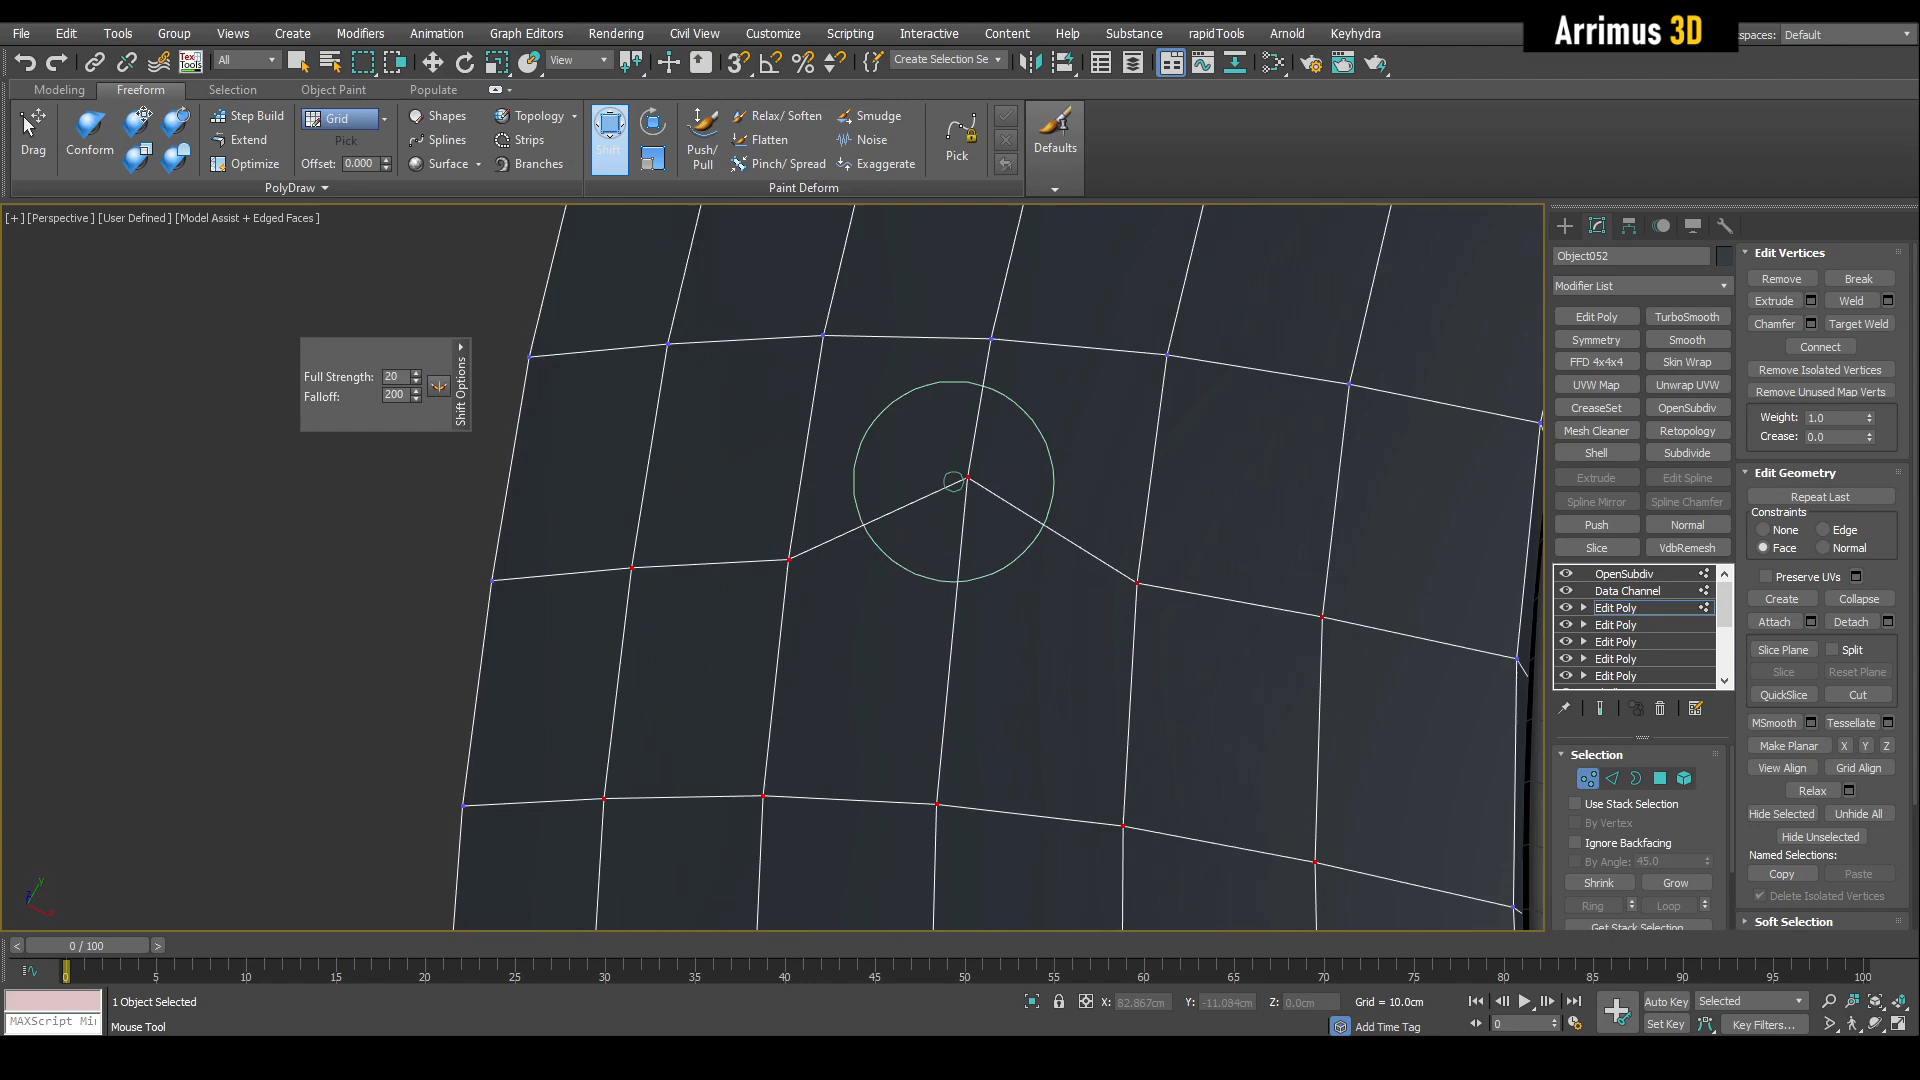 Arrimus 3D
File Edit Tools Group Views Create Modifiers Animation Graph Editors Rendering Civil View Customize Scripting Interactive Content Help Substance rapidTools Arnold Keyhydra
spaces: Default
All View Create Selection Se
Modeling Freeform Selection Object Paint Populate
Drag Conform Step Build Extend Optimize
Grid Pick Offset: 0.000
Shapes Splines Surface Topology Strips Branches
Shift Push/ Pull Relax/ Soften Flatten Pinch/ Spread Smudge Noise Exaggerate
Pick Defaults
PolyDraw Paint Deform
[+] [Perspective] [User Defined] [Model Assist + Edged Faces]
Full Strength: 20
Falloff: 200
Shift Options
Object052
Modifier List
Edit Poly TurboSmooth
Symmetry Smooth
FFD 4x4x4 Skin Wrap
UVW Map Unwrap UVW
CreaseSet OpenSubdiv
Mesh Cleaner Retopology
Shell Subdivide
Extrude Edit Spline
Spline Mirror Spline Chamfer
Push Normal
Slice VdbRemesh
OpenSubdiv
Data Channel
Edit Poly
Edit Poly
Edit Poly
Edit Poly
Edit Poly
Selection
Use Stack Selection
By Vertex
Ignore Backfacing
By Angle: 45.0
Shrink Grow
Ring Loop
Get Stack Selection
Edit Vertices
Remove Break
Extrude Weld
Chamfer Target Weld
Connect
Remove Isolated Vertices
Remove Unused Map Verts
Weight: 1.0
Crease: 0.0
Edit Geometry
Repeat Last
Constraints
None Edge
Face Normal
Preserve UVs
Create Collapse
Attach Detach
Slice Plane Split
Slice Reset Plane
QuickSlice Cut
MSmooth Tessellate
Make Planar X Y Z
View Align Grid Align
Relax
Hide Selected Unhide All
Hide Unselected
Named Selections:
Copy Paste
Delete Isolated Vertices
Soft Selection
0 / 100
0 5 10 15 20 25 30 35 40 45 50 55 60 65 70 75 80 85 90 95 100
1 Object Selected
MAXScript Mi
Mouse Tool
X: 82.867cm Y: -11.084cm Z: 0.0cm Grid = 10.0cm
Add Time Tag
0
Auto Key Selected
Set Key Key Filters...